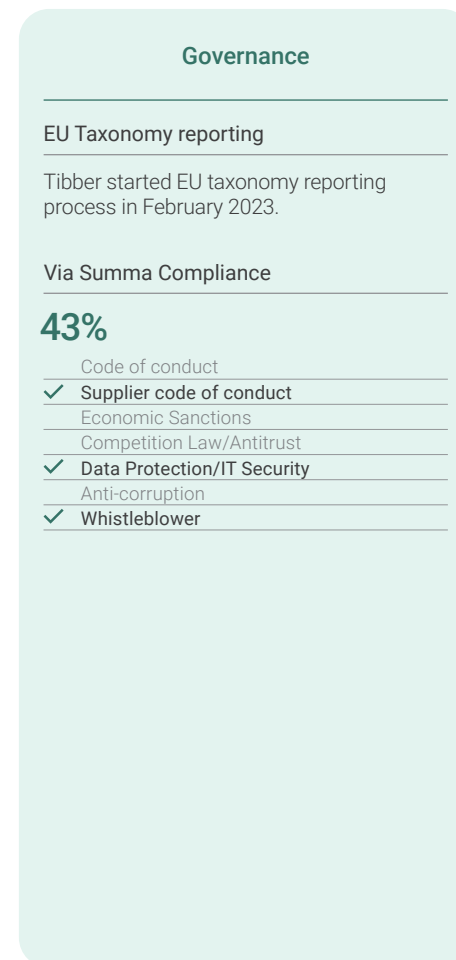 Governance
EU Taxonomy reporting
Tibber started EU taxonomy reporting
process in February 2023.
Via Summa Compliance
43%
Code of conduct
Supplier code of conduct
Economic Sanctions
Competition Law/Antitrust
Data Protection/IT Security
Anti-corruption
Whistleblower